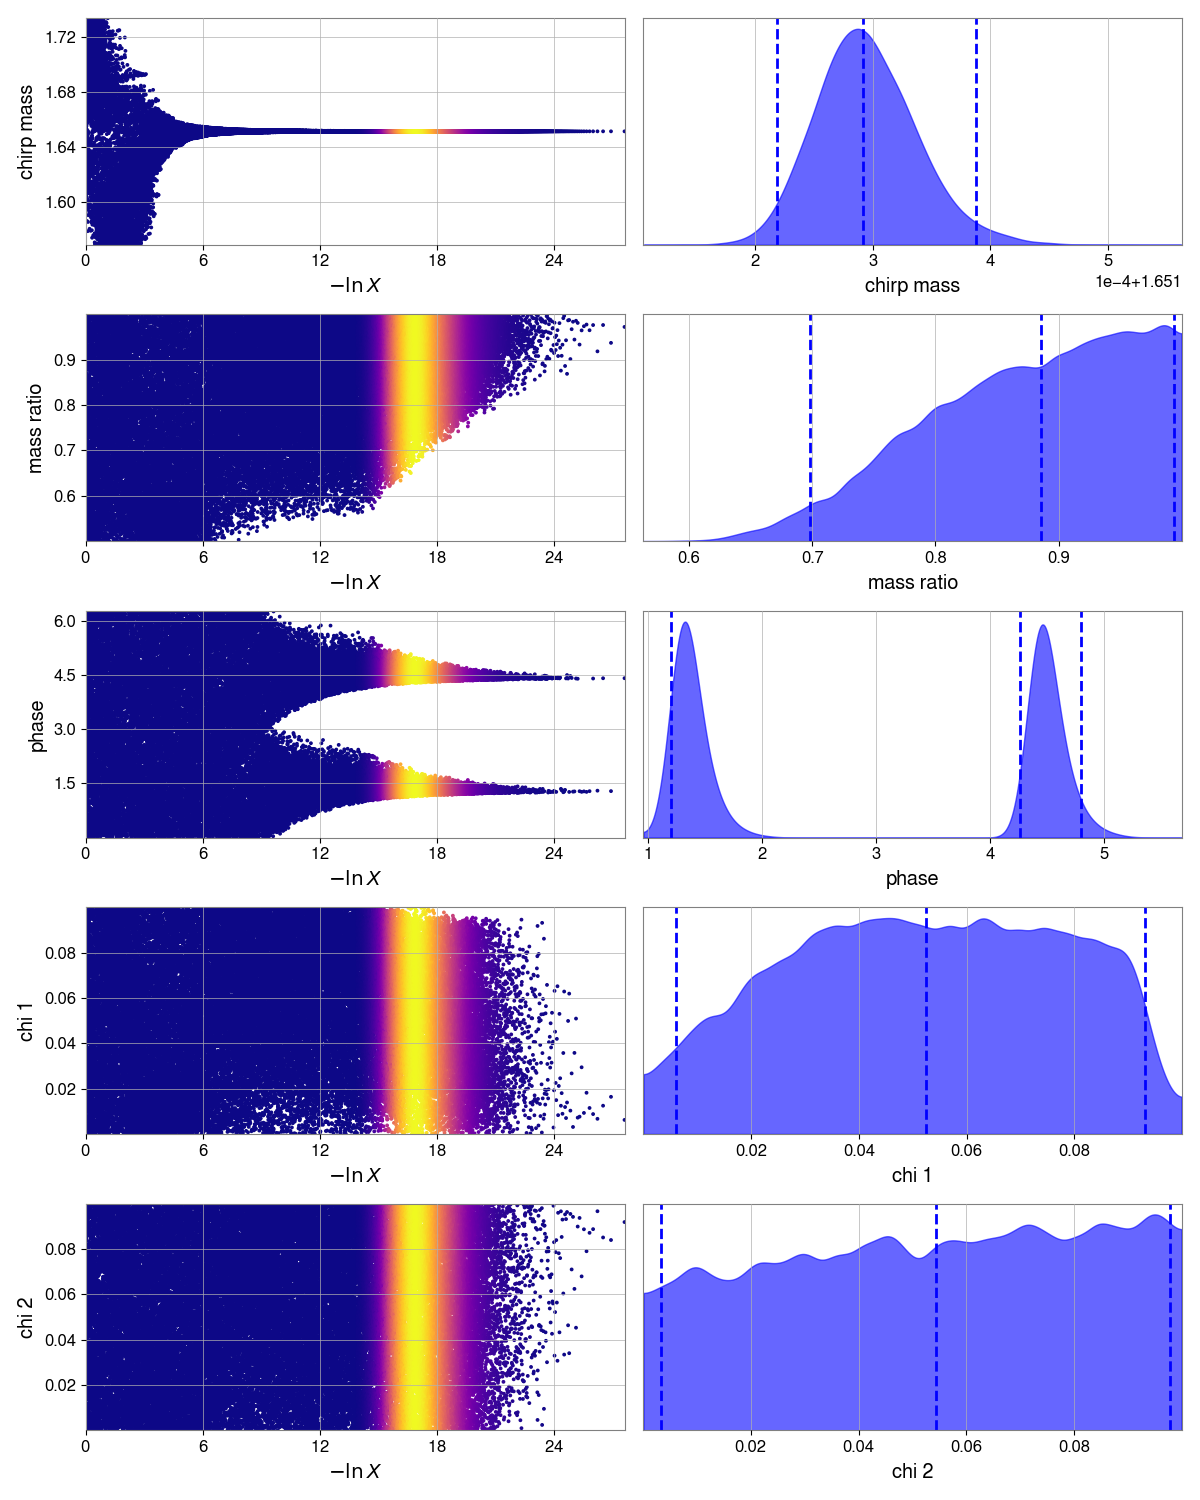 1.72
1.68
1.64
1.60
chirp mass
0 6 12 18 24
−ln X
2 3 4 5
1e−4+1.651
chirp mass
0.9
0.8
0.7
0.6
mass ratio
0 6 12 18 24
−ln X
0.6 0.7 0.8 0.9
mass ratio
6.0
4.5
3.0
1.5
phase
0 6 12 18 24
−ln X
1 2 3 4 5
phase
0.08
0.06
0.04
0.02
chi 1
0 6 12 18 24
−ln X
0.02 0.04 0.06 0.08
chi 1
0.08
0.06
0.04
0.02
chi 2
0 6 12 18 24
−ln X
0.02 0.04 0.06 0.08
chi 2